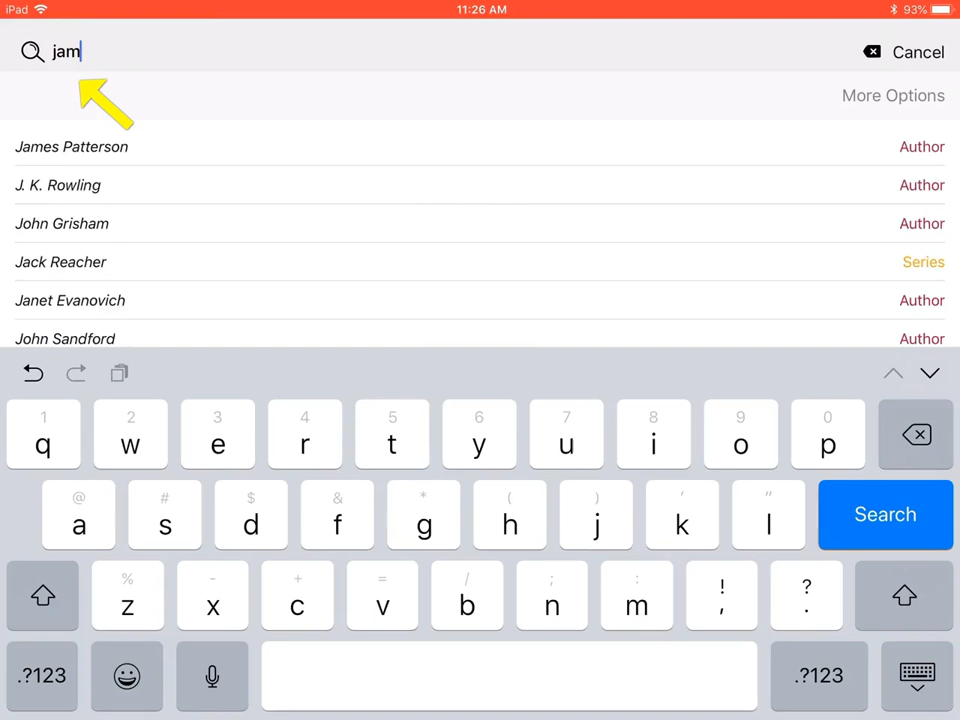 iPad 11:26 AM 93%
jam Cancel
More Options
James Patterson Author
J. K. Rowling Author
John Grisham Author
Jack Reacher Series
Janet Evanovich Author
John Sandford Author
1 2 3 4 5 6 7 8 9 0
q w e r t y u i o p
@ # $ & * ( ) ' "
a s d f g h j k l Search
% - + = / ; : ! ?
z x c v b n m , .
.?123 .?123